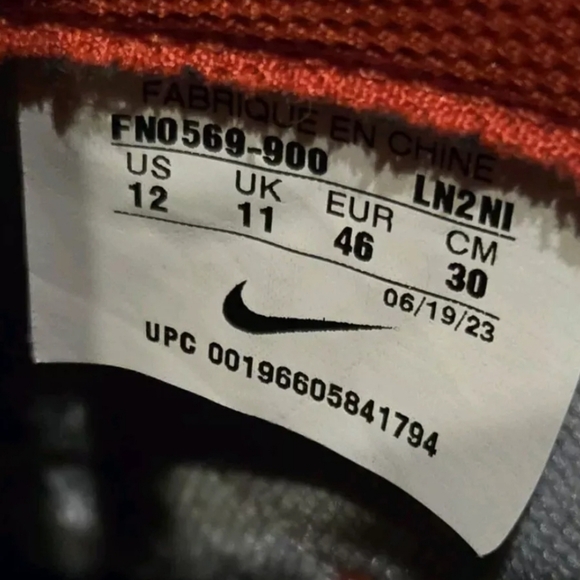 FABRIQUE EN CHINE
FN0569-900 LN2NI
US UK EUR CM
12 11 46 30
06/19/23
UPC 00196605841794